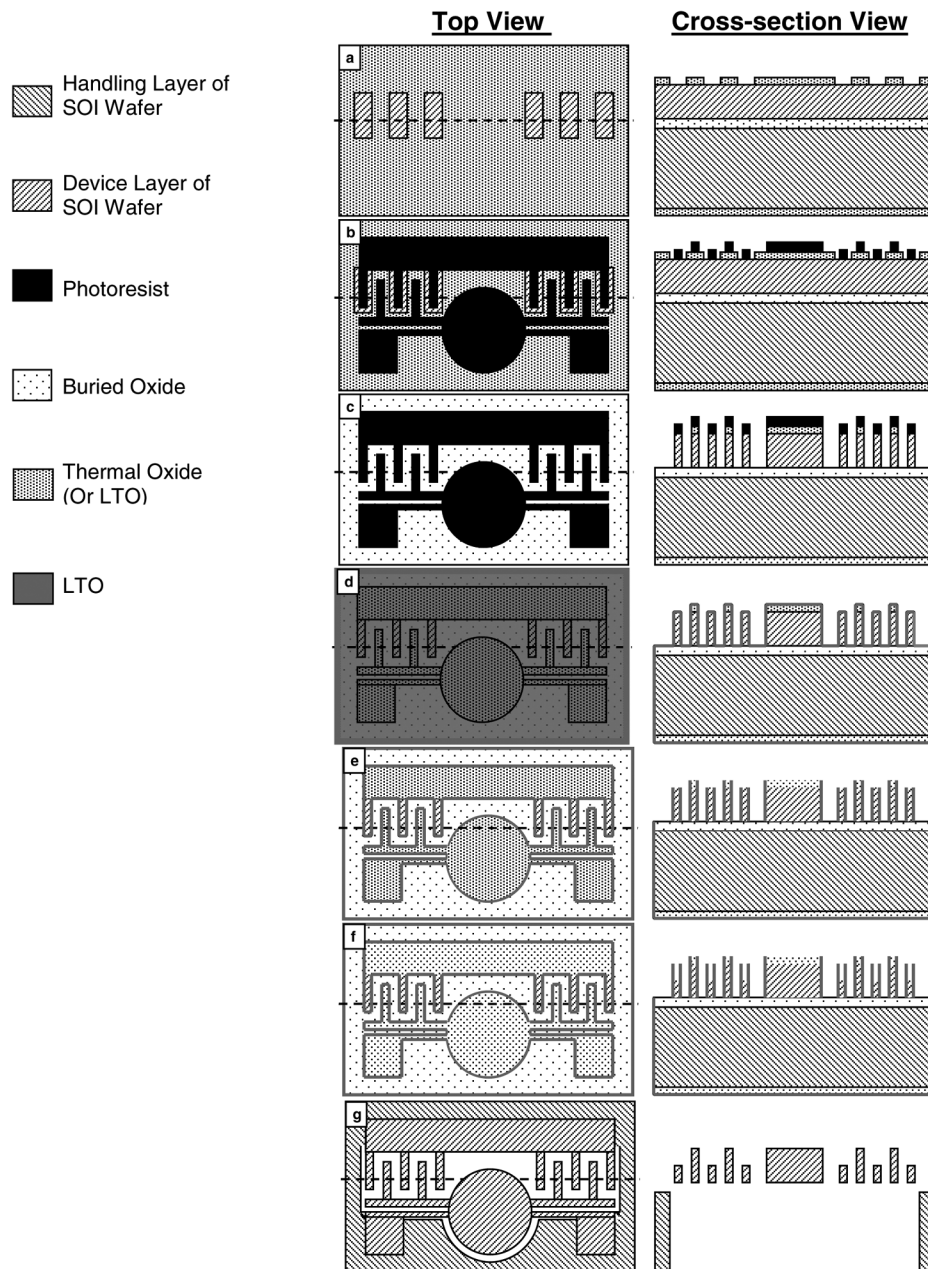 Top View
Cross-section View
Handling Layer of
SOI Wafer
Device Layer of
SOI Wafer
Photoresist
Buried Oxide
Thermal Oxide
(Or LTO)
LTO
a
b
c
d
e
f
g